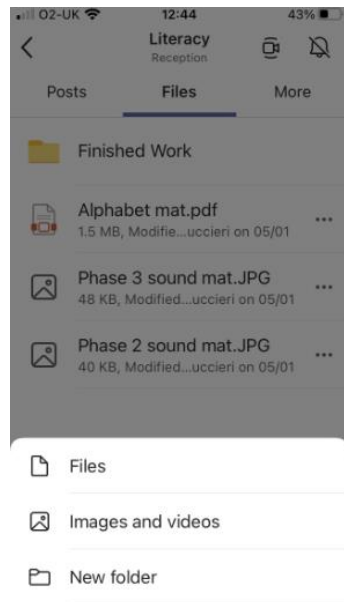 O2-UK 12:44 43%
Literacy
Reception
Posts Files More
Finished Work
Alphabet mat.pdf
1.5 MB, Modifie...uccieri on 05/01
Phase 3 sound mat.JPG
48 KB, Modified...uccieri on 05/01
Phase 2 sound mat.JPG
40 KB, Modified...uccieri on 05/01
Files
Images and videos
New folder